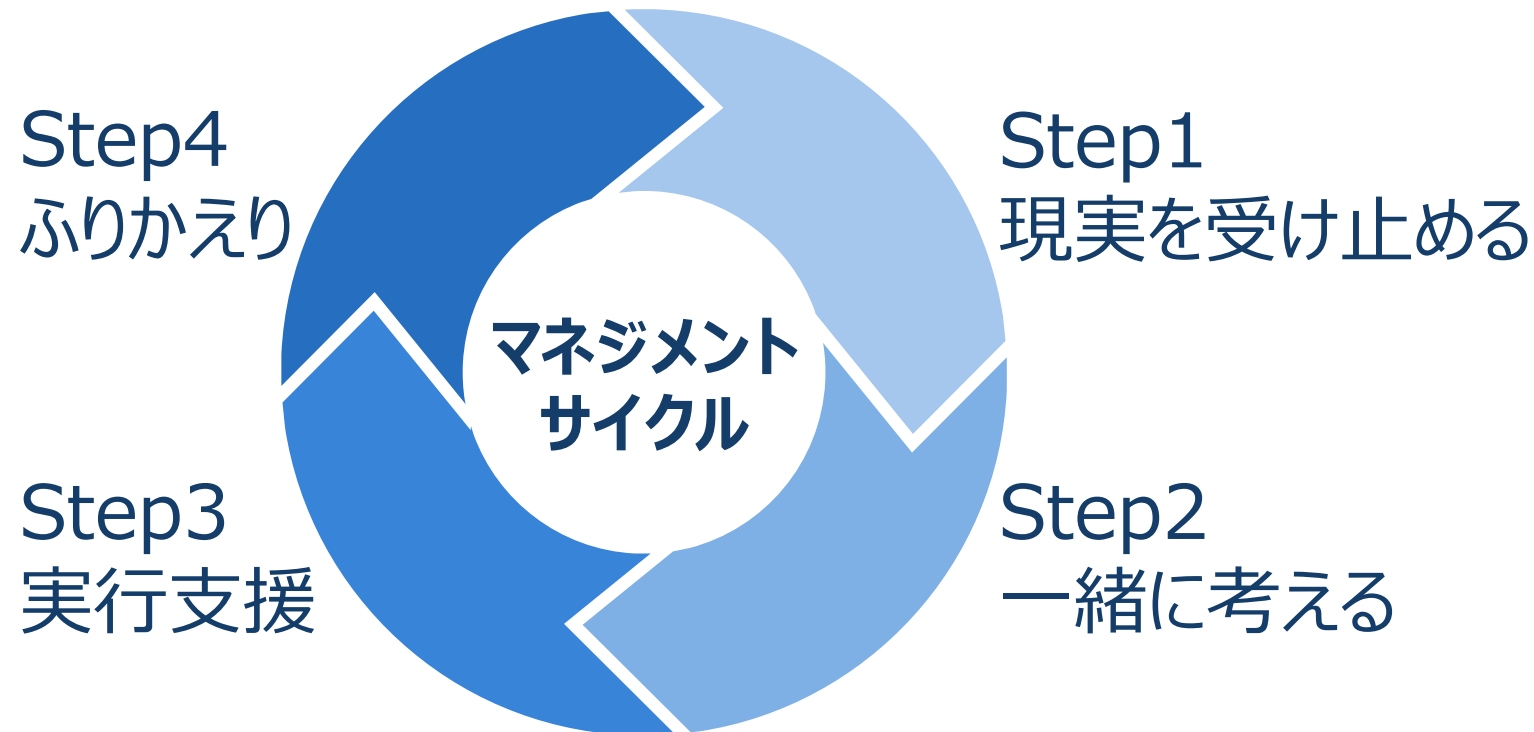 Step1
現実を受け止める
Step2
一緒に考える
Step3
実行支援
Step4
ふりかえり
マネジメント
サイクル